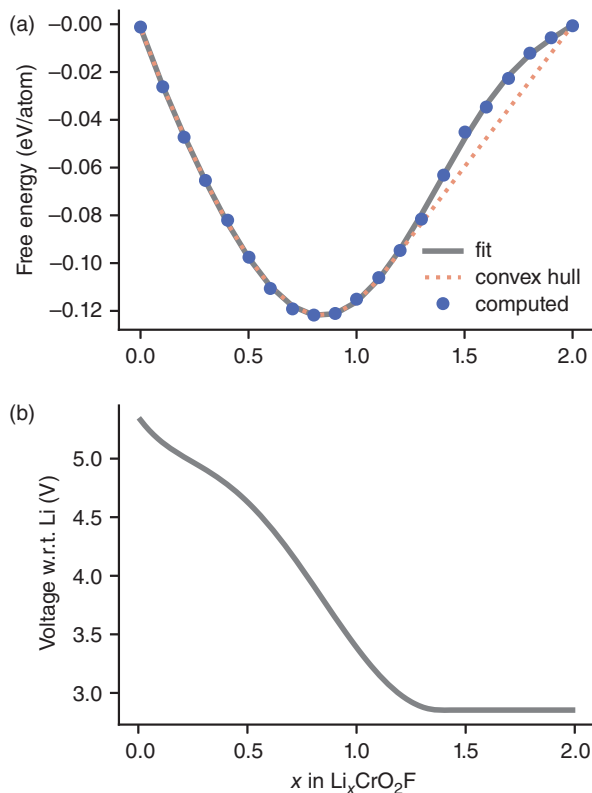 (a)
Free energy (eV/atom)
−0.00
−0.02
−0.04
−0.06
−0.08
−0.10
−0.12
fit
convex hull
computed
0.0 0.5 1.0 1.5 2.0
(b)
Voltage w.r.t. Li (V)
5.0
4.5
4.0
3.5
3.0
0.0 0.5 1.0 1.5 2.0
x in LiₓCrO₂F